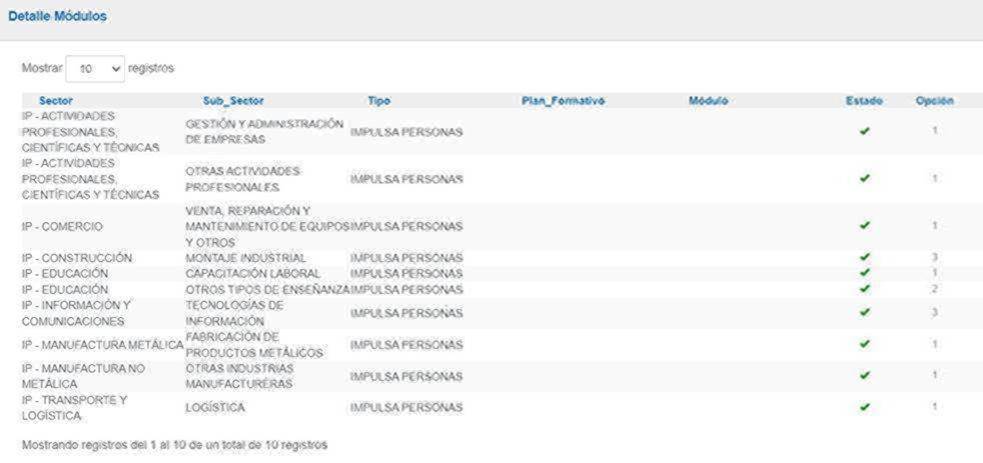 Detalle Módulos
Mostrar 10 registros
Sector Sub_Sector Tipo Plan_Formativo Módulo Estado Opción
IP - ACTIVIDADES
PROFESIONALES,
CIENTÍFICAS Y TÉCNICAS
GESTIÓN Y ADMINISTRACIÓN
DE EMPRESAS
IMPULSA PERSONAS ✔ 1
IP - ACTIVIDADES
PROFESIONALES,
CIENTÍFICAS Y TÉCNICAS
OTRAS ACTIVIDADES
PROFESIONALES
IMPULSA PERSONAS ✔ 1
IP - COMERCIO
VENTA, REPARACIÓN Y
MANTENIMIENTO DE EQUIPOS
Y OTROS
IMPULSA PERSONAS ✔ 1
IP - CONSTRUCCIÓN MONTAJE INDUSTRIAL IMPULSA PERSONAS ✔ 3
IP - EDUCACIÓN CAPACITACIÓN LABORAL IMPULSA PERSONAS ✔ 1
IP - EDUCACIÓN OTROS TIPOS DE ENSEÑANZA IMPULSA PERSONAS ✔ 2
IP - INFORMACIÓN Y
COMUNICACIONES
TECNOLOGÍAS DE
INFORMACIÓN
IMPULSA PERSONAS ✔ 3
IP - MANUFACTURA METÁLICA
FABRICACIÓN DE
PRODUCTOS METÁLICOS
IMPULSA PERSONAS ✔ 1
IP - MANUFACTURA NO
METÁLICA
OTRAS INDUSTRIAS
MANUFACTURERAS
IMPULSA PERSONAS ✔ 1
IP - TRANSPORTE Y
LOGÍSTICA
LOGÍSTICA
IMPULSA PERSONAS ✔ 1
Mostrando registros del 1 al 10 de un total de 10 registros